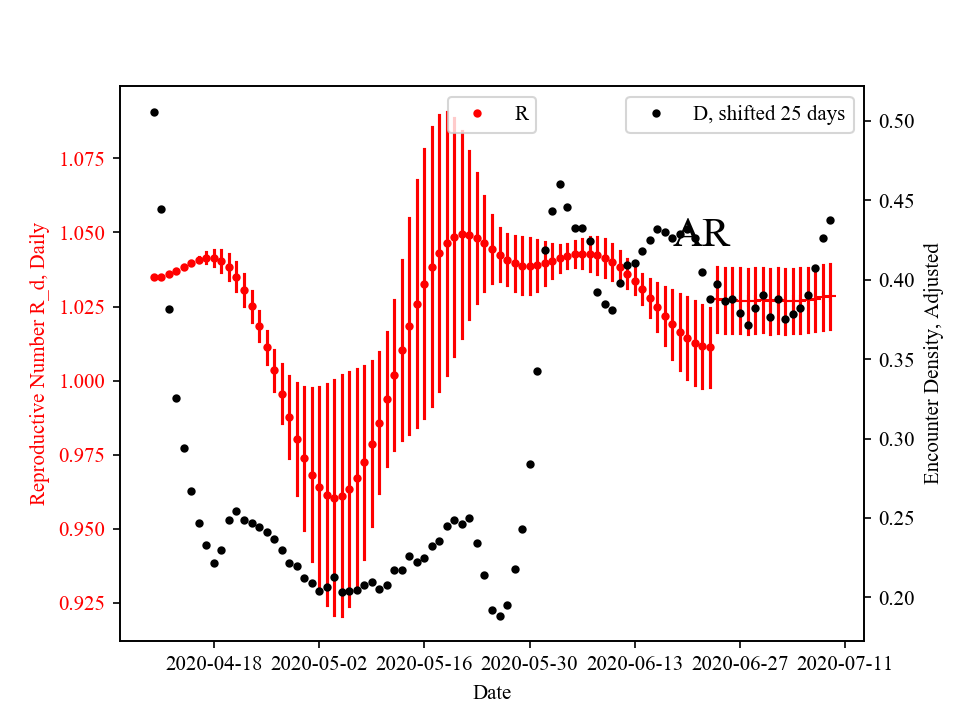 R
D, shifted 25 days
AR
Reproductive Number R_d, Daily
1.075
1.050
1.025
1.000
0.975
0.950
0.925
0.50
0.45
0.40
0.35
0.30
0.25
0.20
Encounter Density, Adjusted
2020-04-18 2020-05-02 2020-05-16 2020-05-30 2020-06-13 2020-06-27 2020-07-11
Date